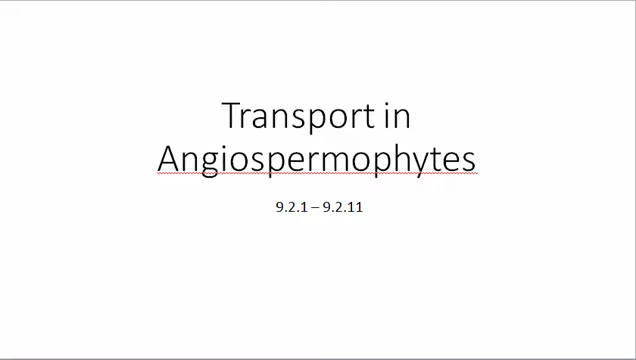 Transport in
Angiospermophytes
9.2.1 – 9.2.11